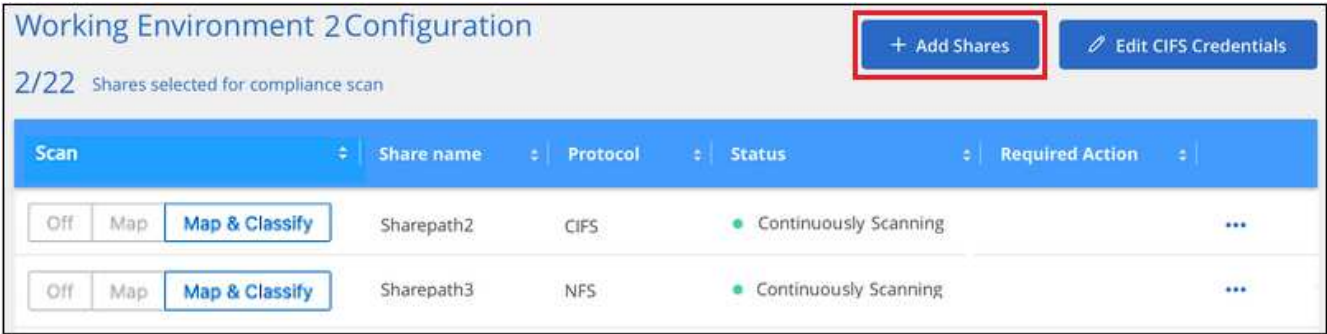 Working Environment 2 Configuration
+ Add Shares
Edit CIFS Credentials
2/22 Shares selected for compliance scan
Scan Share name Protocol Status Required Action
Off Map Map & Classify Sharepath2 CIFS Continuously Scanning •••
Off Map Map & Classify Sharepath3 NFS Continuously Scanning •••